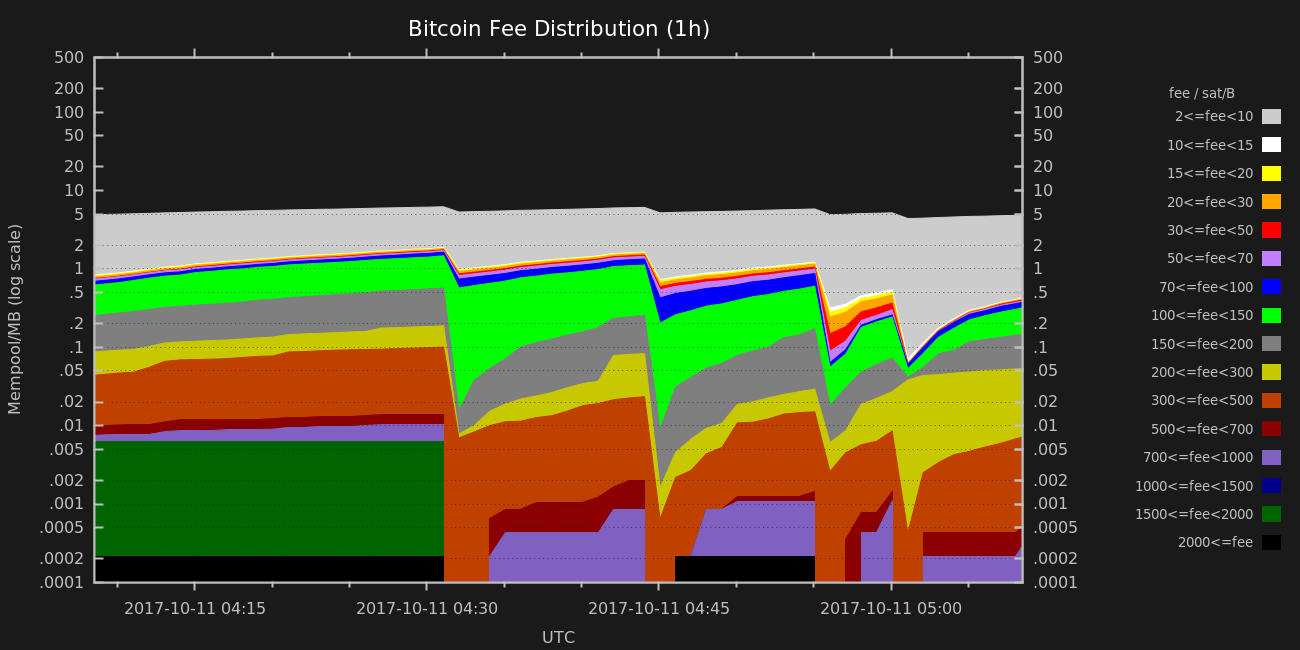 Bitcoin Fee Distribution (1h)
500 500
200 200
100 100
50 50
20 20
10 10
5 5
2 2
1 1
.5 .5
.2 .2
.1 .1
.05 .05
.02 .02
.01 .01
.005 .005
.002 .002
.001 .001
.0005 .0005
.0002 .0002
.0001 .0001
Mempool/MB (log scale)
2017-10-11 04:15 2017-10-11 04:30 2017-10-11 04:45 2017-10-11 05:00
UTC
fee / sat/B
2<=fee<10
10<=fee<15
15<=fee<20
20<=fee<30
30<=fee<50
50<=fee<70
70<=fee<100
100<=fee<150
150<=fee<200
200<=fee<300
300<=fee<500
500<=fee<700
700<=fee<1000
1000<=fee<1500
1500<=fee<2000
2000<=fee